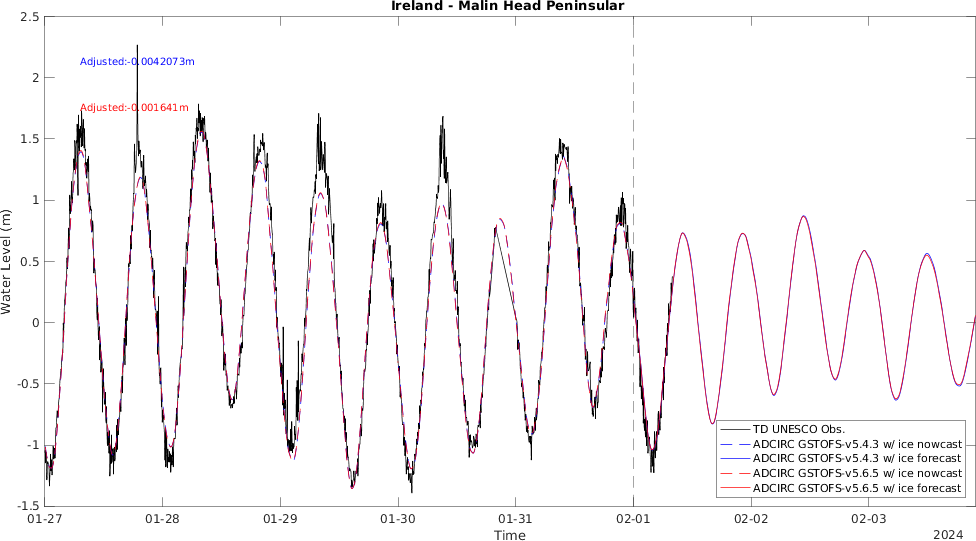 Ireland - Malin Head Peninsular
2.5
2
1.5
1
0.5
0
-0.5
-1
-1.5
Water Level (m)
Adjusted:-0.0042073m
Adjusted:-0.001641m
TD UNESCO Obs.
ADCIRC GSTOFS-v5.4.3 w/ ice nowcast
ADCIRC GSTOFS-v5.4.3 w/ ice forecast
ADCIRC GSTOFS-v5.6.5 w/ ice nowcast
ADCIRC GSTOFS-v5.6.5 w/ ice forecast
01-27 01-28 01-29 01-30 01-31 02-01 02-02 02-03
Time
2024